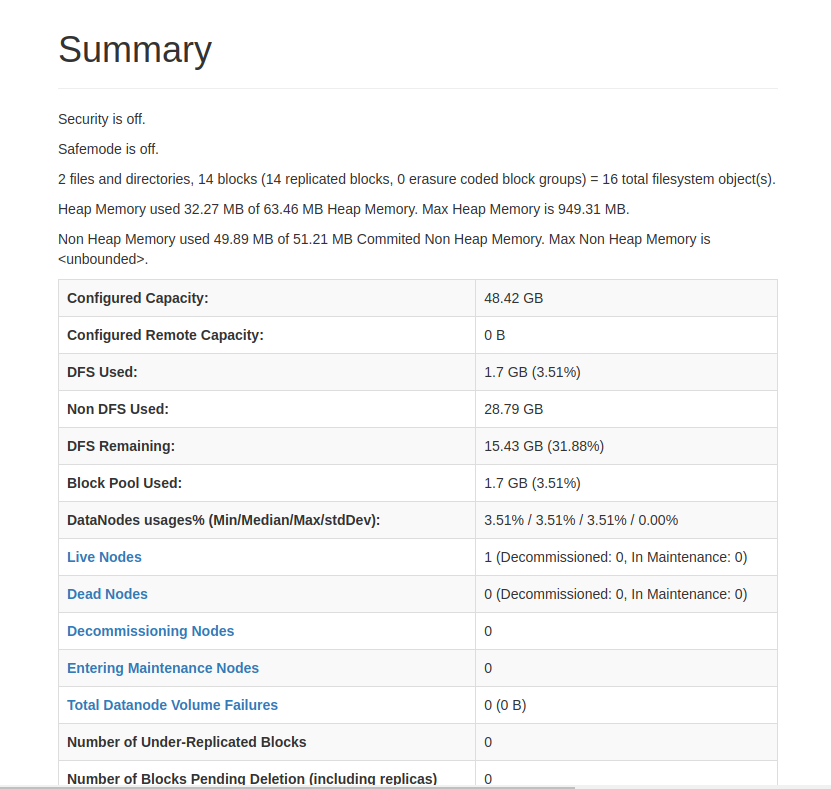 Summary
Security is off.
Safemode is off.
2 files and directories, 14 blocks (14 replicated blocks, 0 erasure coded block groups) = 16 total filesystem object(s).
Heap Memory used 32.27 MB of 63.46 MB Heap Memory. Max Heap Memory is 949.31 MB.
Non Heap Memory used 49.89 MB of 51.21 MB Commited Non Heap Memory. Max Non Heap Memory is
<unbounded>.
Configured Capacity: 48.42 GB
Configured Remote Capacity: 0 B
DFS Used: 1.7 GB (3.51%)
Non DFS Used: 28.79 GB
DFS Remaining: 15.43 GB (31.88%)
Block Pool Used: 1.7 GB (3.51%)
DataNodes usages% (Min/Median/Max/stdDev): 3.51% / 3.51% / 3.51% / 0.00%
Live Nodes 1 (Decommissioned: 0, In Maintenance: 0)
Dead Nodes 0 (Decommissioned: 0, In Maintenance: 0)
Decommissioning Nodes 0
Entering Maintenance Nodes 0
Total Datanode Volume Failures 0 (0 B)
Number of Under-Replicated Blocks 0
Number of Blocks Pending Deletion (including replicas) 0